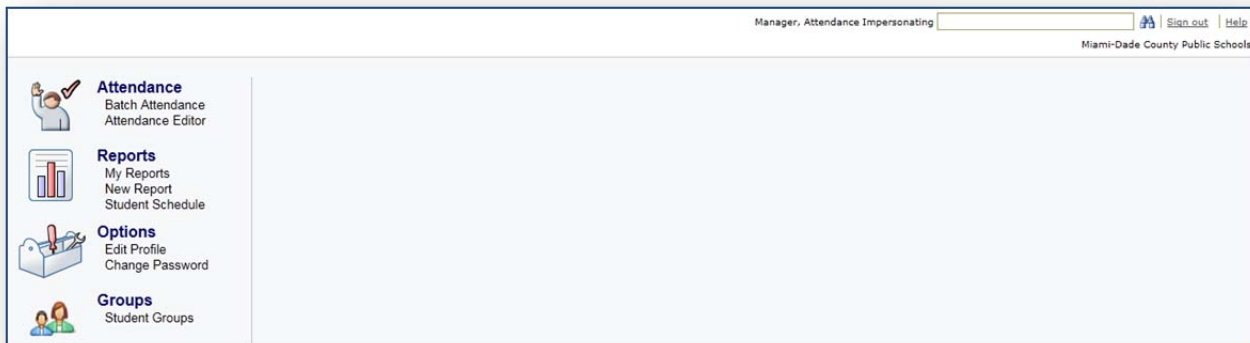 Manager, Attendance Impersonating
Sign out
Help
Miami-Dade County Public Schools
Attendance
Batch Attendance
Attendance Editor
Reports
My Reports
New Report
Student Schedule
Options
Edit Profile
Change Password
Groups
Student Groups